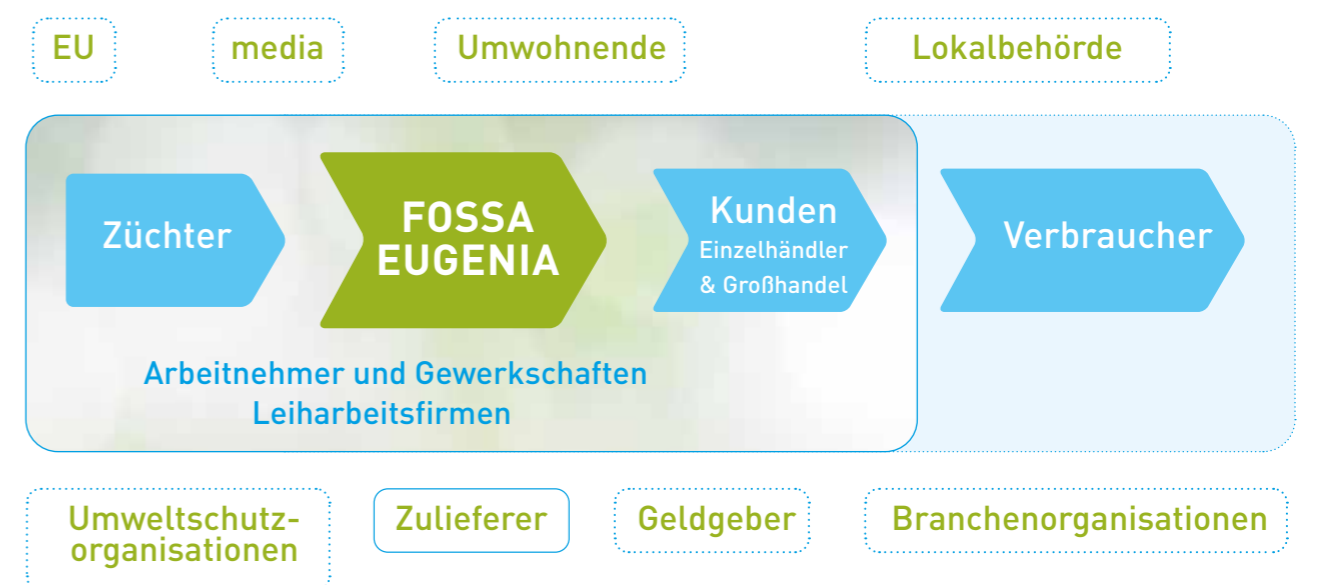 EU
media
Umwohnende
Lokalbehörde
Züchter
FOSSA
EUGENIA
Kunden
Einzelhändler
& Großhandel
Verbraucher
Arbeitnehmer und Gewerkschaften
Leiharbeitsfirmen
Umweltschutz-
organisationen
Zulieferer
Geldgeber
Branchenorganisationen